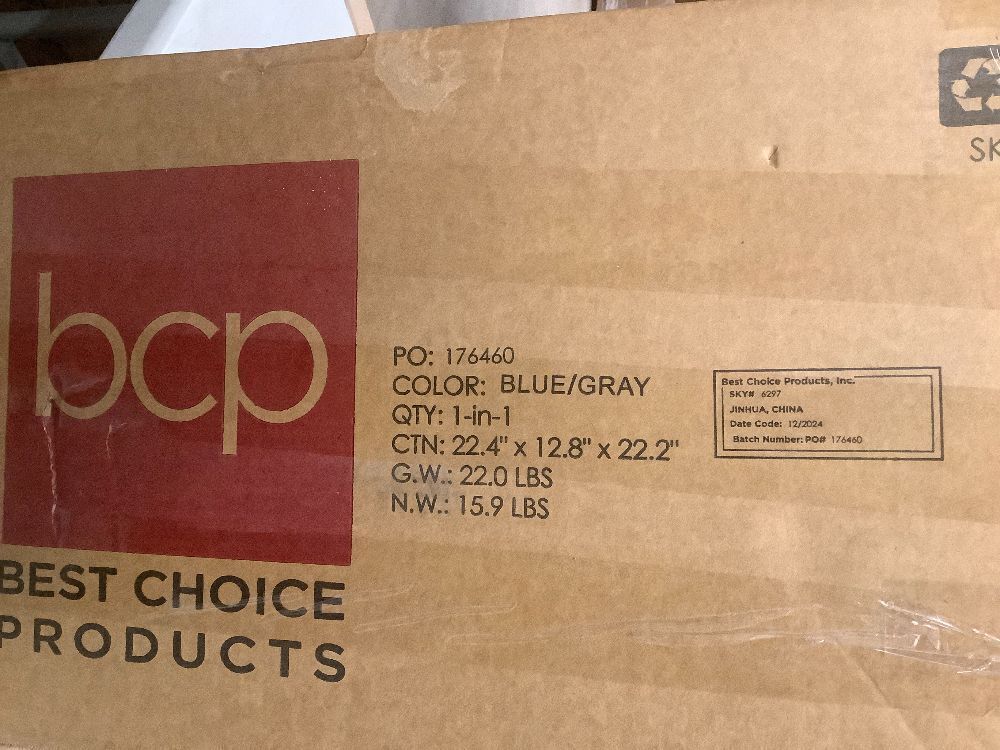 SK
bcp
BEST CHOICE
PRODUCTS
PO: 176460
COLOR: BLUE/GRAY
QTY: 1-in-1
CTN: 22.4" x 12.8" x 22.2"
G.W.: 22.0 LBS
N.W.: 15.9 LBS
Best Choice Products, Inc.
SKY# 6297
JINHUA, CHINA
Date Code: 12/2024
Batch Number: PO# 176460